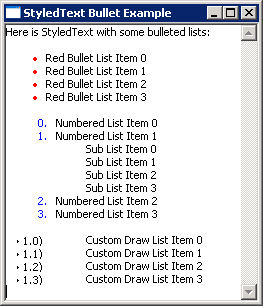 StyledText Bullet Example
Here is StyledText with some bulleted lists:
• Red Bullet List Item 0
• Red Bullet List Item 1
• Red Bullet List Item 2
• Red Bullet List Item 3
0. Numbered List Item 0
1. Numbered List Item 1
Sub List Item 0
Sub List Item 1
Sub List Item 2
Sub List Item 3
2. Numbered List Item 2
3. Numbered List Item 3
1.0) Custom Draw List Item 0
1.1) Custom Draw List Item 1
1.2) Custom Draw List Item 2
1.3) Custom Draw List Item 3